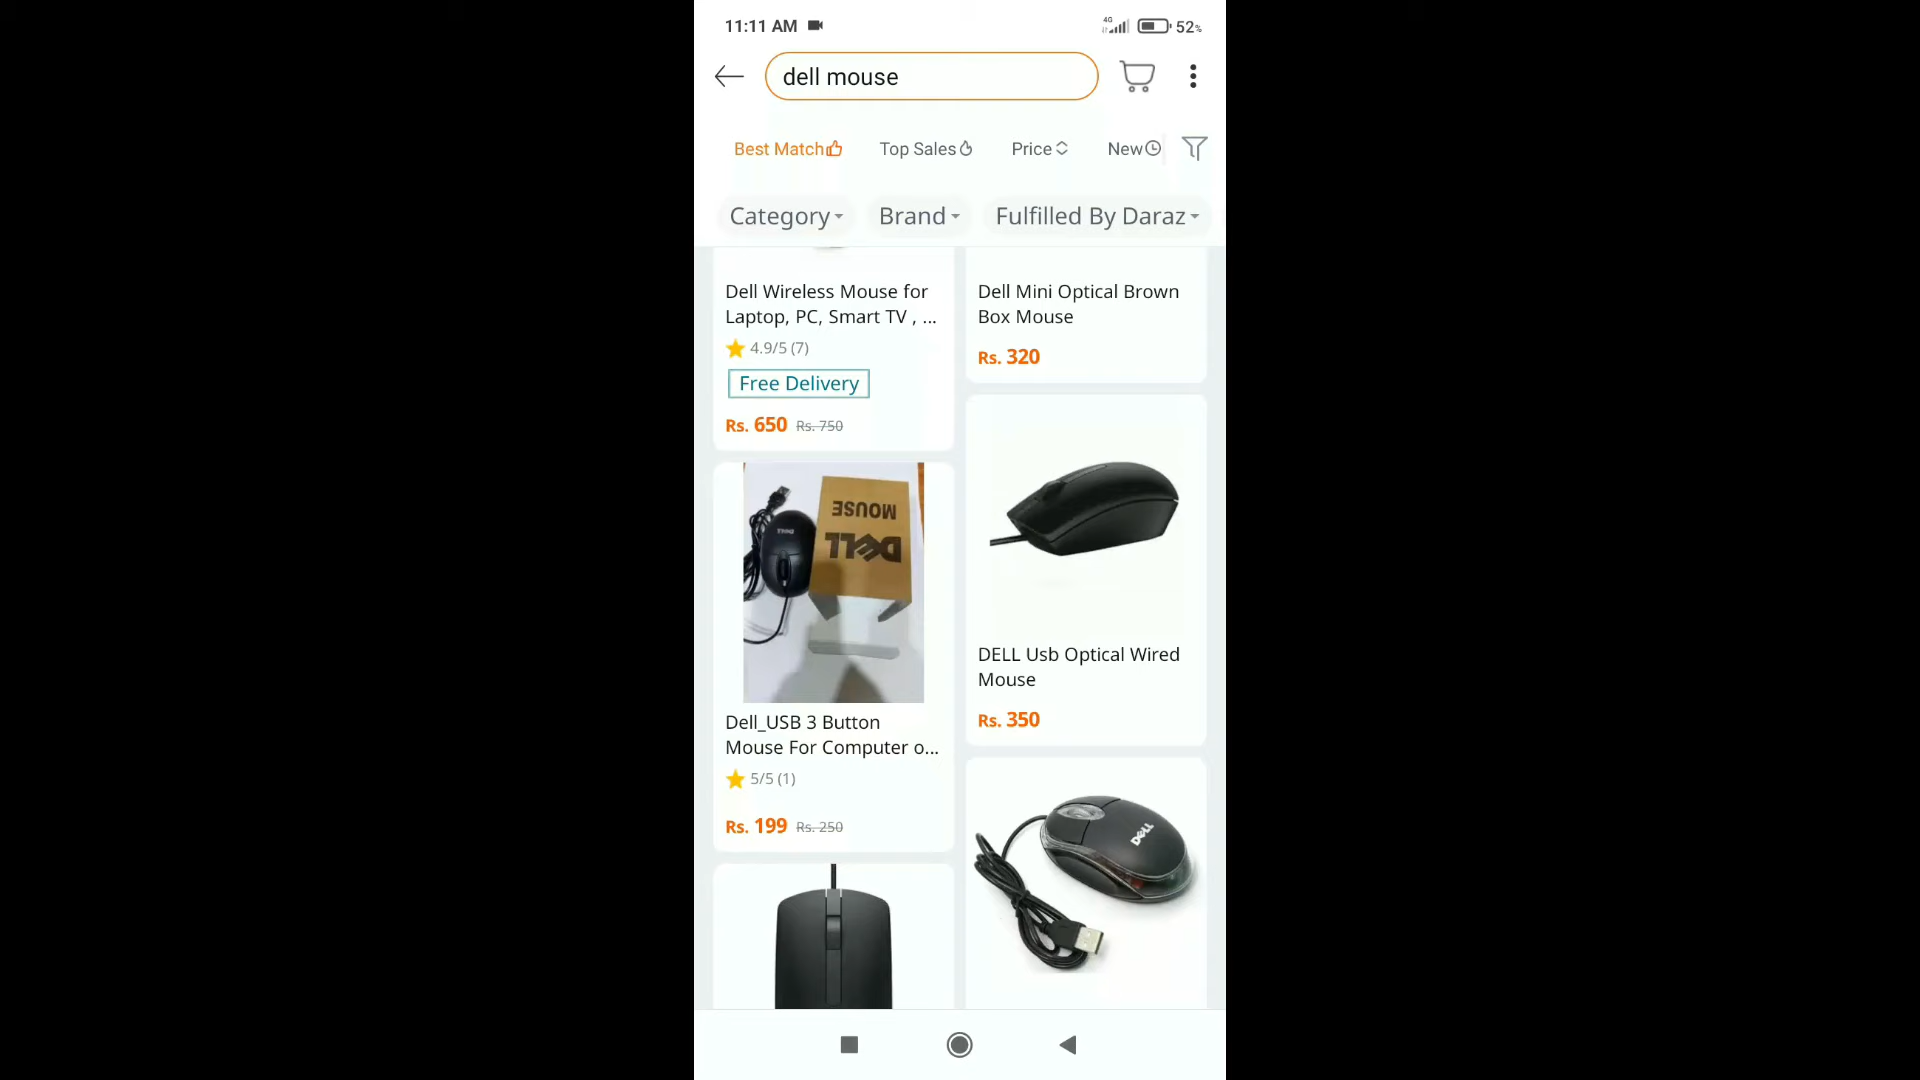 11:11 AM
4G
52%
dell mouse
Best Match
Top Sales
Price
New
Category
Brand
Fulfilled By Daraz
Dell Wireless Mouse for
Laptop, PC, Smart TV , ...
4.9/5 (7)
Free Delivery
Rs. 650 Rs. 750
Dell Mini Optical Brown
Box Mouse
Rs. 320
MOUSE
DELL
DELL
Dell_USB 3 Button
Mouse For Computer o...
5/5 (1)
Rs. 199 Rs. 250
DELL Usb Optical Wired
Mouse
Rs. 350
DELL